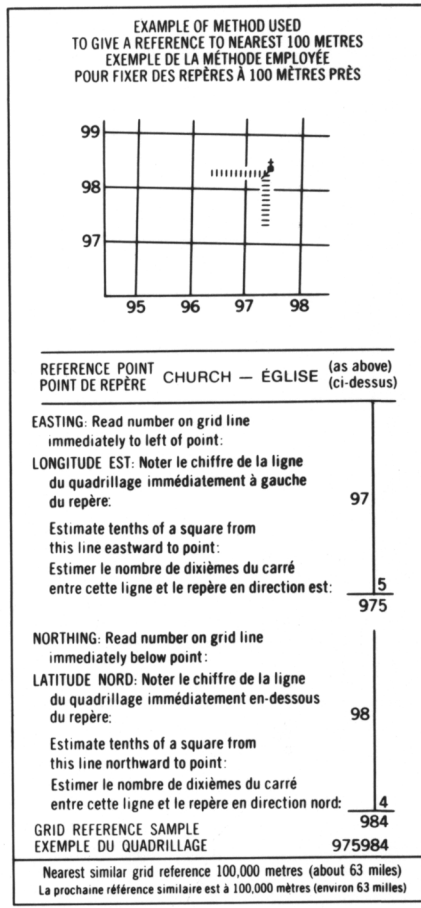 EXAMPLE OF METHOD USED
TO GIVE A REFERENCE TO NEAREST 100 METRES
EXEMPLE DE LA MÉTHODE EMPLOYÉE
POUR FIXER DES REPÈRES À 100 MÈTRES PRÈS
99
98
97
95 96 97 98
REFERENCE POINT
POINT DE REPÈRE
CHURCH — ÉGLISE
(as above)
(ci-dessus)
EASTING: Read number on grid line
immediately to left of point:
LONGITUDE EST: Noter le chiffre de la ligne
du quadrillage immédiatement à gauche
du repère: 97
Estimate tenths of a square from
this line eastward to point:
Estimer le nombre de dixièmes du carré
entre cette ligne et le repère en direction est: 5
975
NORTHING: Read number on grid line
immediately below point:
LATITUDE NORD: Noter le chiffre de la ligne
du quadrillage immédiatement en-dessous
du repère: 98
Estimate tenths of a square from
this line northward to point:
Estimer le nombre de dixièmes du carré
entre cette ligne et le repère en direction nord: 4
GRID REFERENCE SAMPLE 984
EXEMPLE DU QUADRILLAGE 975984
Nearest similar grid reference 100,000 metres (about 63 miles)
La prochaine référence similaire est à 100,000 mètres (environ 63 milles)